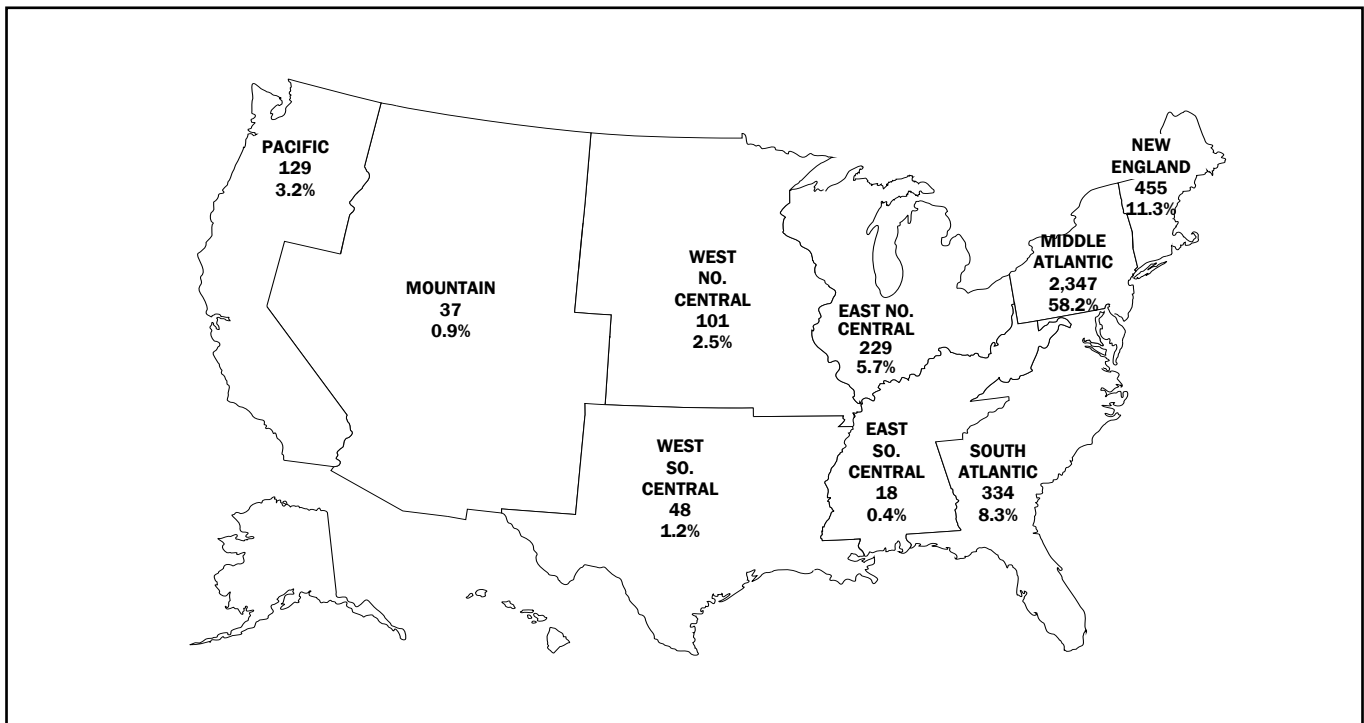 PACIFIC
129
3.2%
MOUNTAIN
37
0.9%
WEST
NO.
CENTRAL
101
2.5%
WEST
SO.
CENTRAL
48
1.2%
EAST NO.
CENTRAL
229
5.7%
EAST
SO.
CENTRAL
18
0.4%
SOUTH
ATLANTIC
334
8.3%
MIDDLE
ATLANTIC
2,347
58.2%
NEW
ENGLAND
455
11.3%